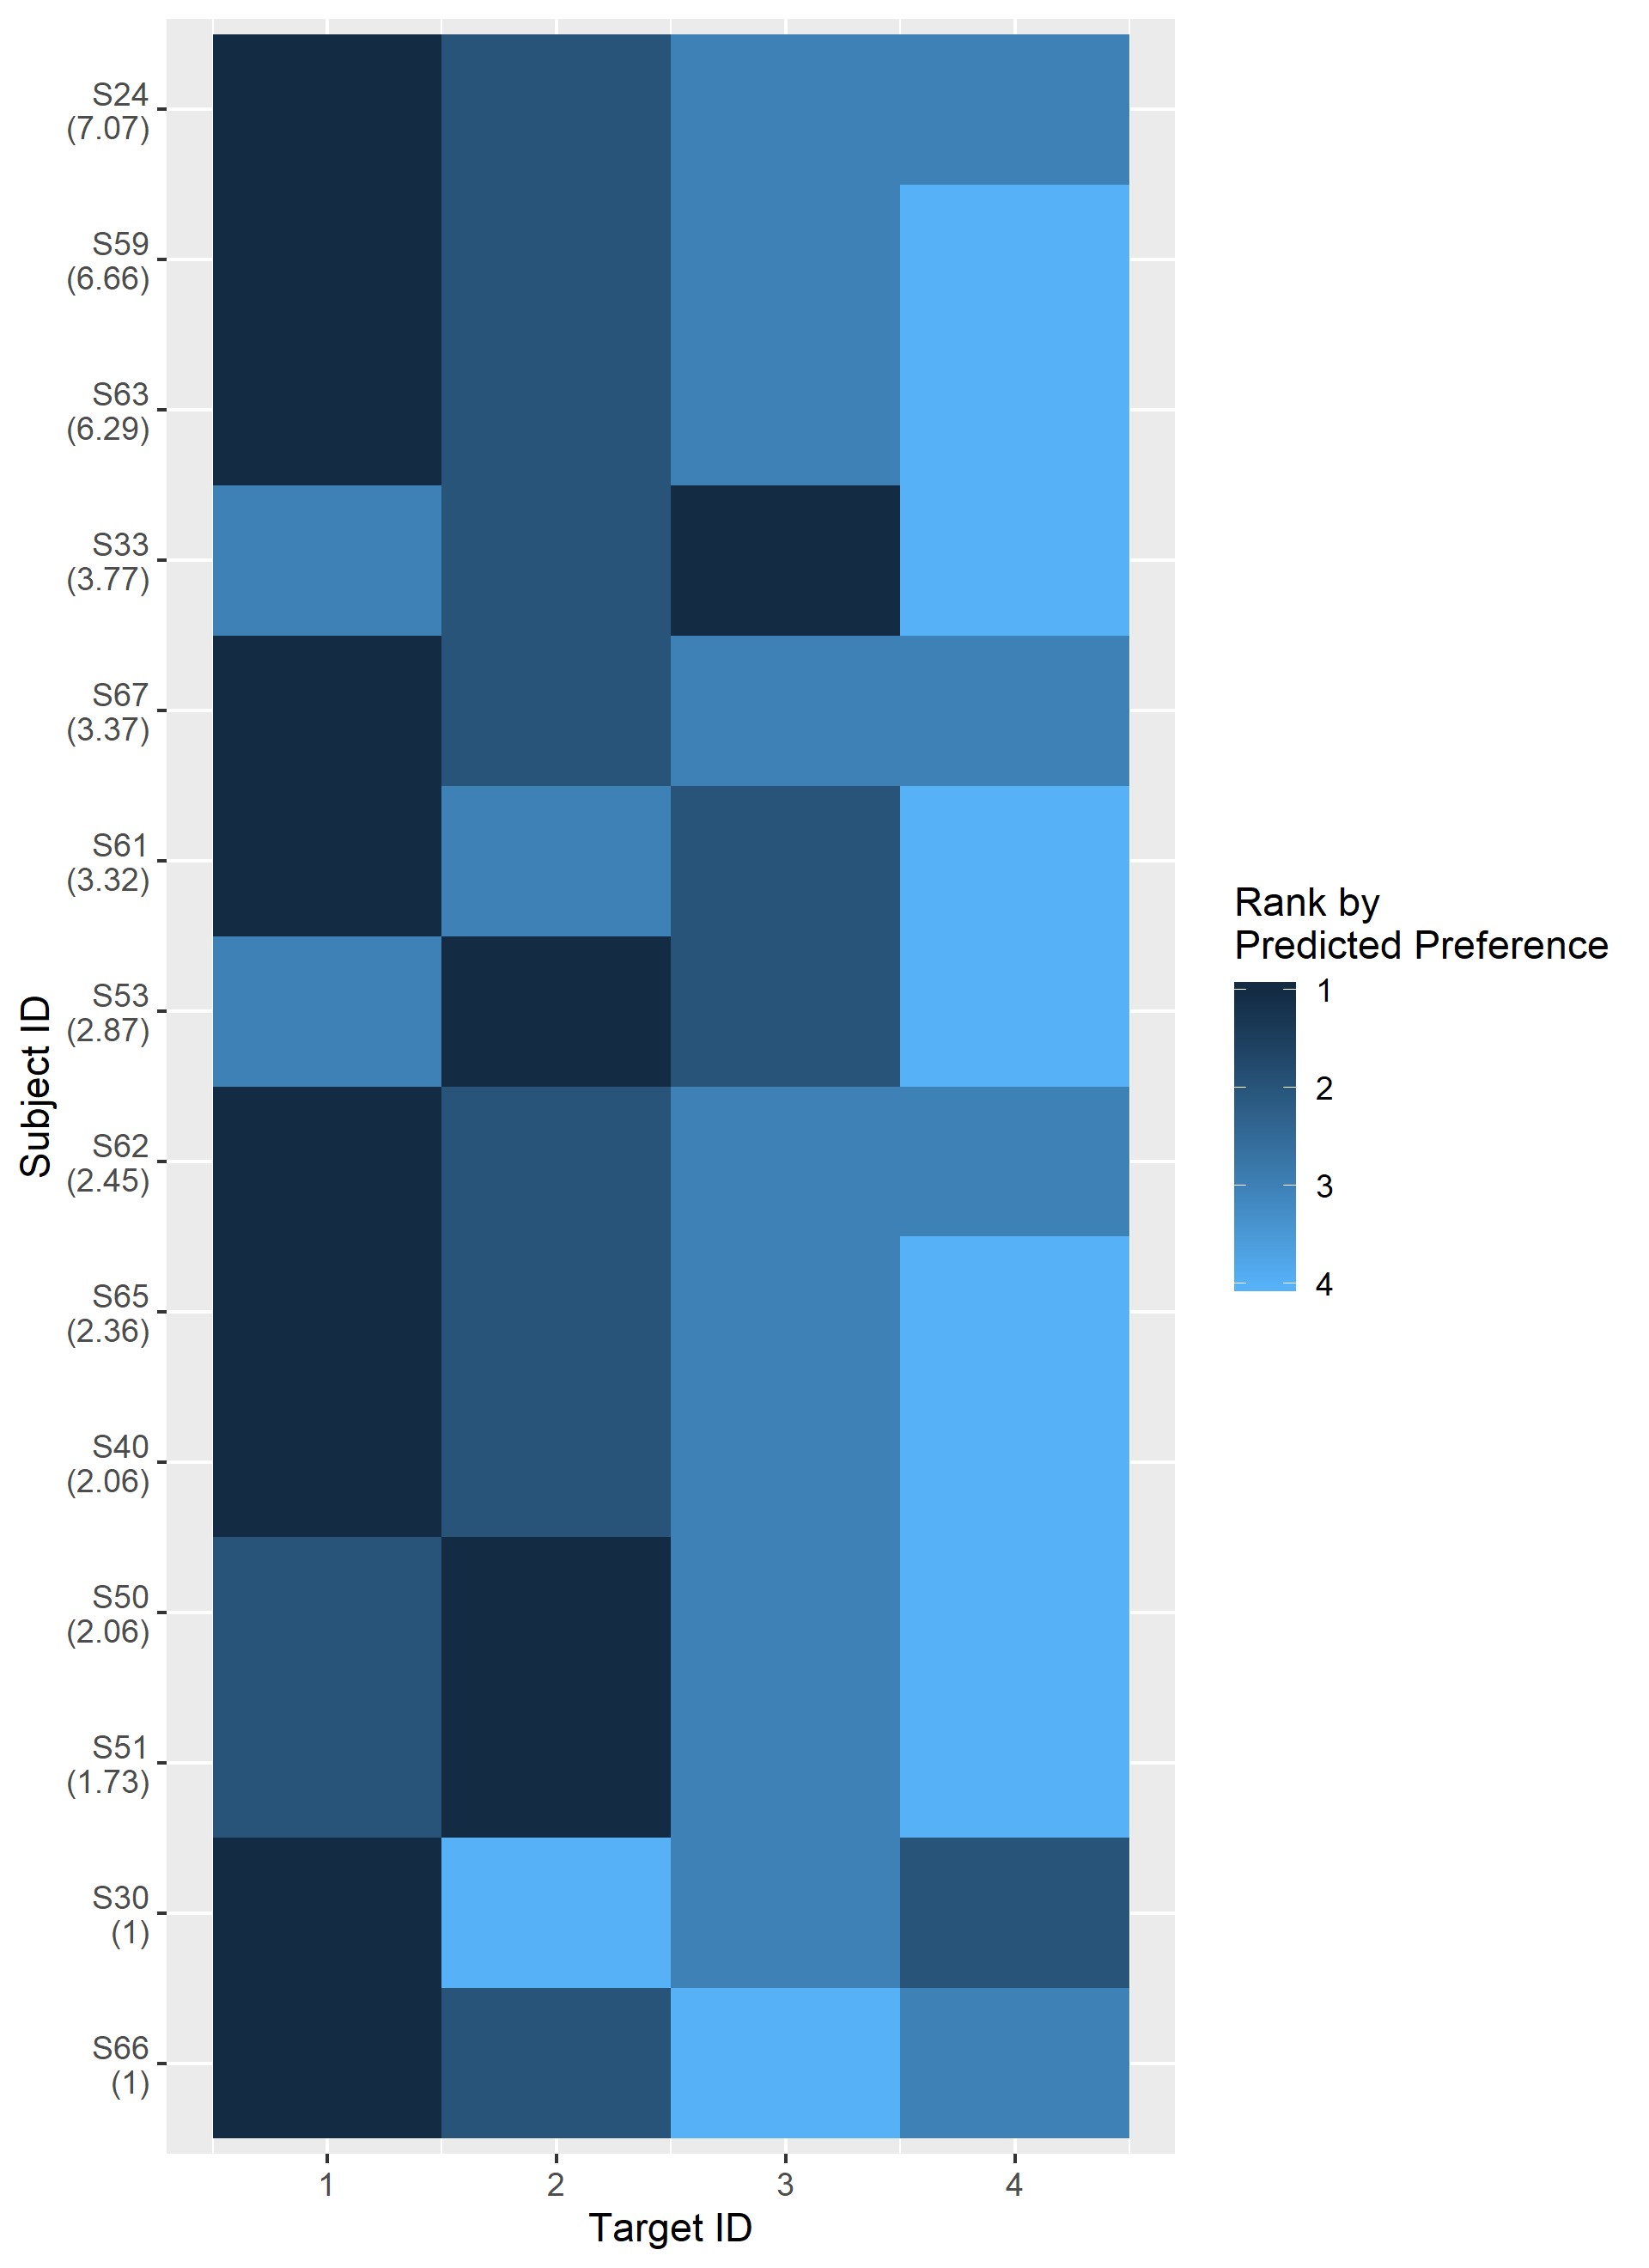 S24
(7.07)
S59
(6.66)
S63
(6.29)
S33
(3.77)
S67
(3.37)
S61
(3.32)
S53
(2.87)
S62
(2.45)
S65
(2.36)
S40
(2.06)
S50
(2.06)
S51
(1.73)
S30
(1)
S66
(1)
Subject ID
1 2 3 4
Target ID
Rank by
Predicted Preference
1
2
3
4